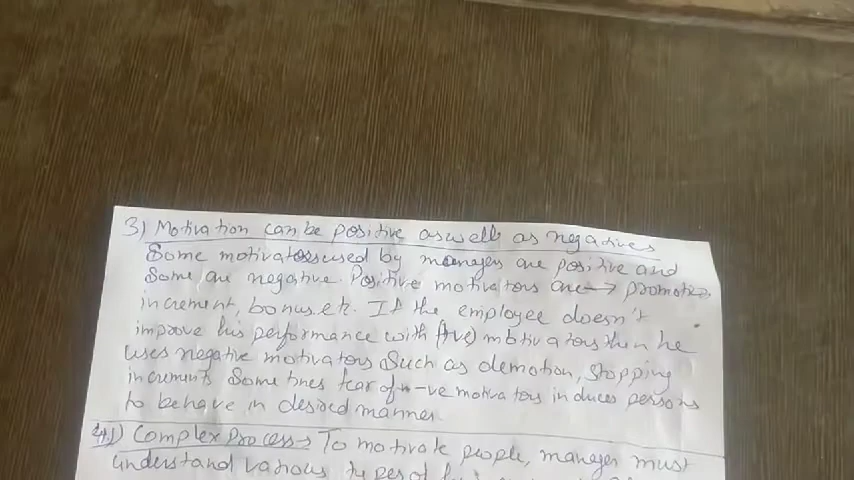 3) Motivation can be positive aswell as negatives
Some motivators used by managers are positive and
Some are negative. Positive motivators are → promotion,
increment, bonus etc. If the employee doesn't
improve his performance with (+ve) motivators then he
uses negative motivators Such as demotion, stopping
increments Some times fear of -ve motivators induces persons
to behave in desired manner.
4) Complex Process → To motivate people, manager must
understand various types of